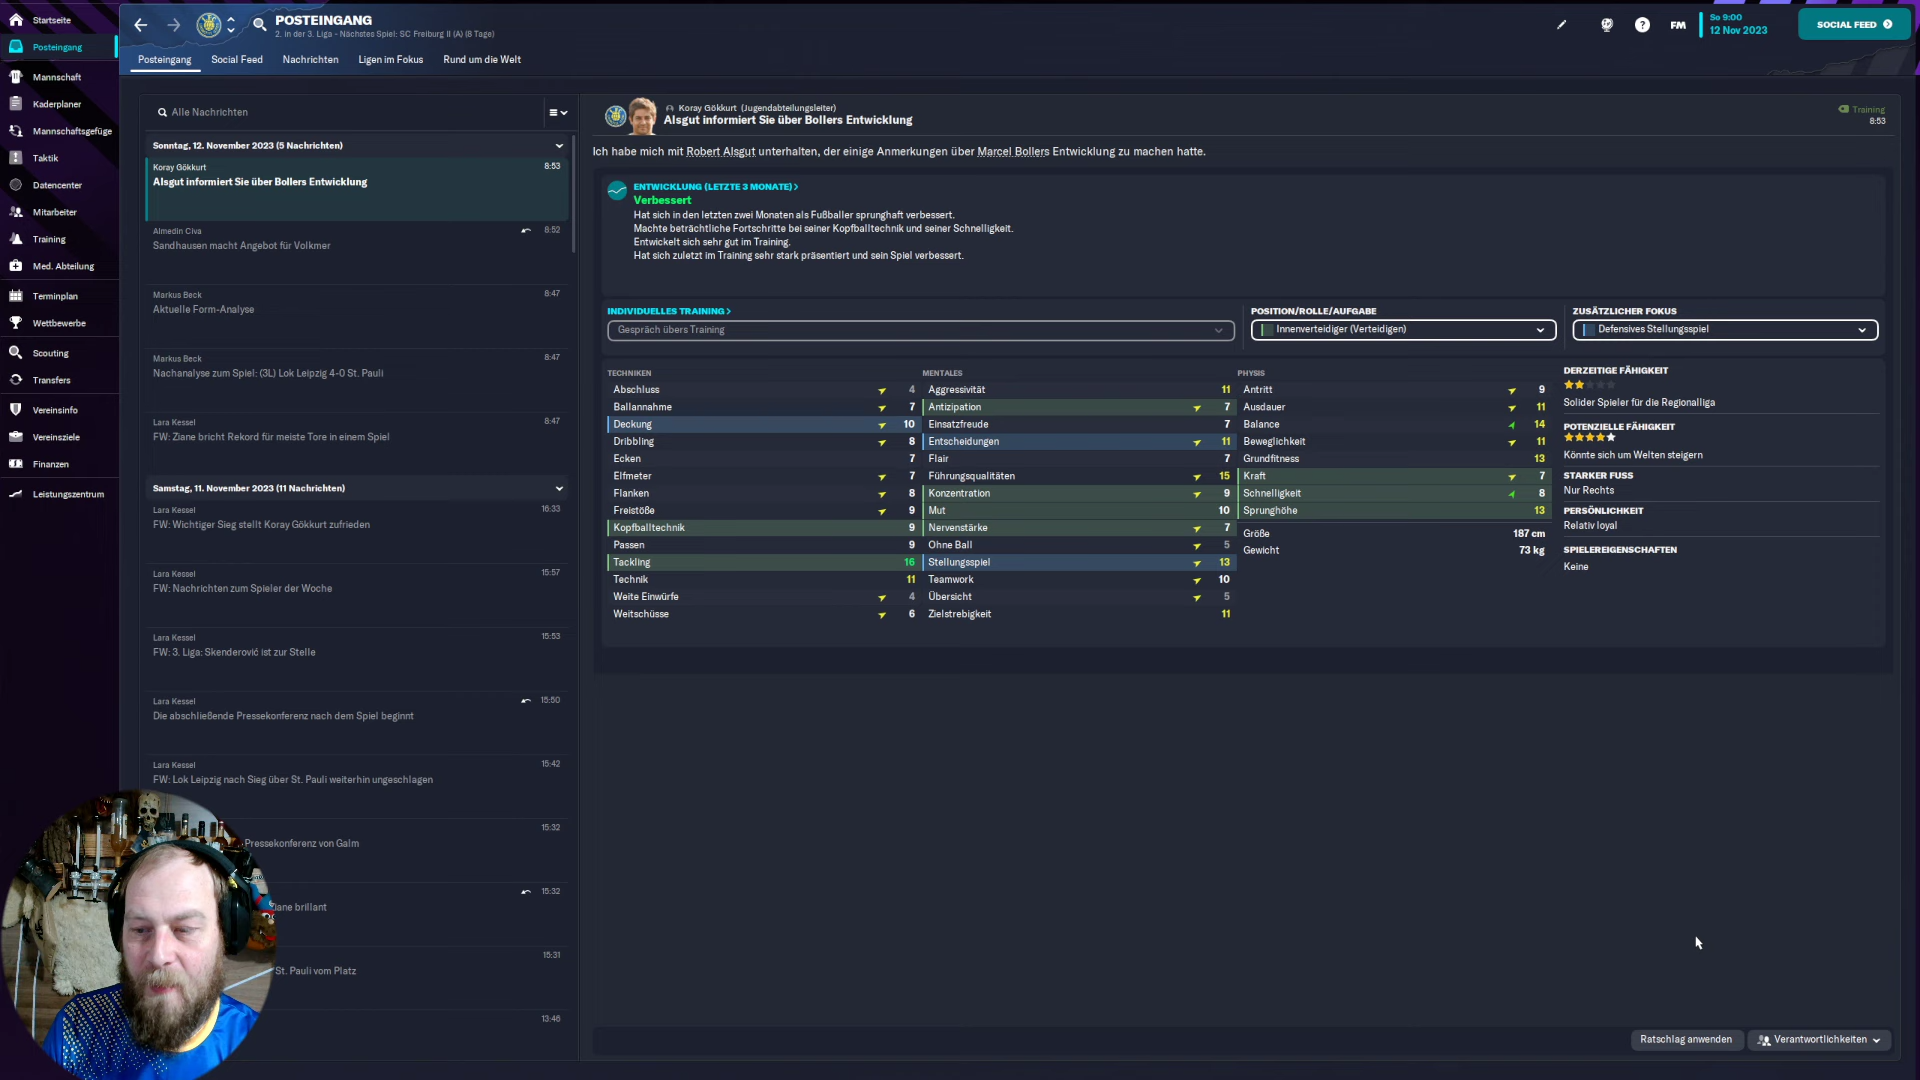 Startseite
Posteingang
Mannschaft
Kaderplaner
Mannschaftsgefüge
Taktik
Datencenter
Mitarbeiter
Training
Med. Abteilung
Terminplan
Wettbewerbe
Scouting
Transfers
Vereinsinfo
Vereinsziele
Finanzen
Leistungszentrum
POSTEINGANG
2. in der 3. Liga - Nächstes Spiel: SC Freiburg II (A) (8 Tage)
FM
So 9:00
12 Nov 2023
SOCIAL FEED
Posteingang Social Feed Nachrichten Ligen im Fokus Rund um die Welt
Alle Nachrichten
Sonntag, 12. November 2023 (5 Nachrichten)
Koray Gökkurt 8:53
Alsgut informiert Sie über Bollers Entwicklung
Almedin Civa 8:52
Sandhausen macht Angebot für Volkmer
Markus Beck 8:47
Aktuelle Form-Analyse
Markus Beck 8:47
Nachanalyse zum Spiel: (3L) Lok Leipzig 4-0 St. Pauli
Lara Kessel 8:47
FW: Ziane bricht Rekord für meiste Tore in einem Spiel
Samstag, 11. November 2023 (11 Nachrichten)
Lara Kessel 16:33
FW: Wichtiger Sieg stellt Koray Gökkurt zufrieden
Lara Kessel 15:57
FW: Nachrichten zum Spieler der Woche
Lara Kessel 15:53
FW: 3. Liga: Skenderović ist zur Stelle
Lara Kessel 15:50
Die abschließende Pressekonferenz nach dem Spiel beginnt
Lara Kessel 15:42
FW: Lok Leipzig nach Sieg über St. Pauli weiterhin ungeschlagen
15:32
Pressekonferenz von Galm
15:32
Ziane brillant
15:31
St. Pauli vom Platz
13:46
Koray Gökkurt (Jugendabteilungsleiter)
Alsgut informiert Sie über Bollers Entwicklung
Training
8:53
Ich habe mich mit Robert Alsgut unterhalten, der einige Anmerkungen über Marcel Bollers Entwicklung zu machen hatte.
ENTWICKLUNG (LETZTE 3 MONATE) >
Verbessert
Hat sich in den letzten zwei Monaten als Fußballer sprunghaft verbessert.
Machte beträchtliche Fortschritte bei seiner Kopfballtechnik und seiner Schnelligkeit.
Entwickelt sich sehr gut im Training.
Hat sich zuletzt im Training sehr stark präsentiert und sein Spiel verbessert.
INDIVIDUELLES TRAINING >
Gespräch übers Training
POSITION/ROLLE/AUFGABE
Innenverteidiger (Verteidigen)
ZUSÄTZLICHER FOKUS
Defensives Stellungsspiel
TECHNIKEN
Abschluss 4
Ballannahme 7
Deckung 10
Dribbling 8
Ecken 7
Elfmeter 7
Flanken 8
Freistöße 9
Kopfballtechnik 9
Passen 9
Tackling 16
Technik 11
Weite Einwürfe 4
Weitschüsse 6
MENTALES
Aggressivität 11
Antizipation 7
Einsatzfreude 7
Entscheidungen 11
Flair 7
Führungsqualitäten 15
Konzentration 9
Mut 10
Nervenstärke 7
Ohne Ball 5
Stellungsspiel 13
Teamwork 10
Übersicht 5
Zielstrebigkeit 11
PHYSIS
Antritt 9
Ausdauer 11
Balance 14
Beweglichkeit 11
Grundfitness 13
Kraft 7
Schnelligkeit 8
Sprunghöhe 13
Größe 187 cm
Gewicht 73 kg
DERZEITIGE FÄHIGKEIT
Solider Spieler für die Regionalliga
POTENZIELLE FÄHIGKEIT
Könnte sich um Welten steigern
STARKER FUSS
Nur Rechts
PERSÖNLICHKEIT
Relativ loyal
SPIELEREIGENSCHAFTEN
Keine
Ratschlag anwenden
Verantwortlichkeiten